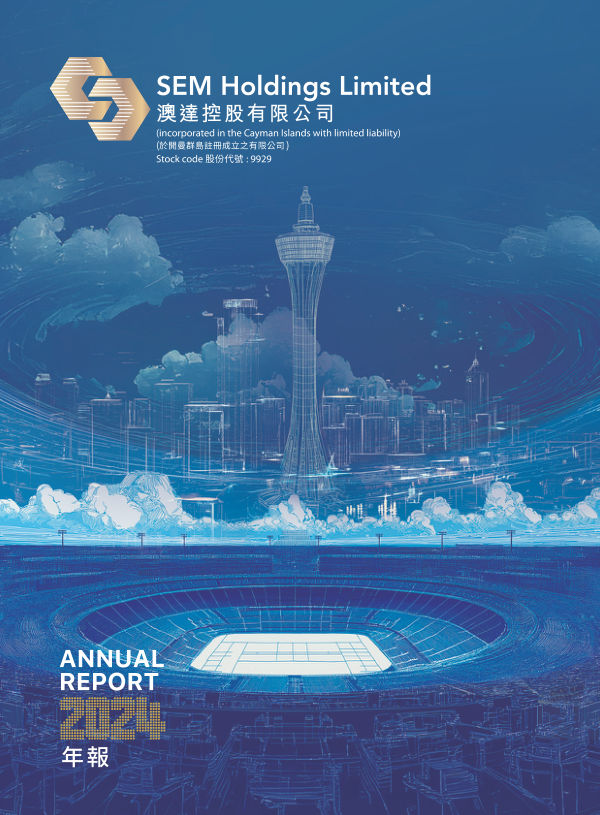 SEM Holdings Limited
澳達控股有限公司
(incorporated in the Cayman Islands with limited liability)
(於開曼群島註冊成立之有限公司)
Stock code 股份代號 : 9929
ANNUAL
REPORT
2024
年報